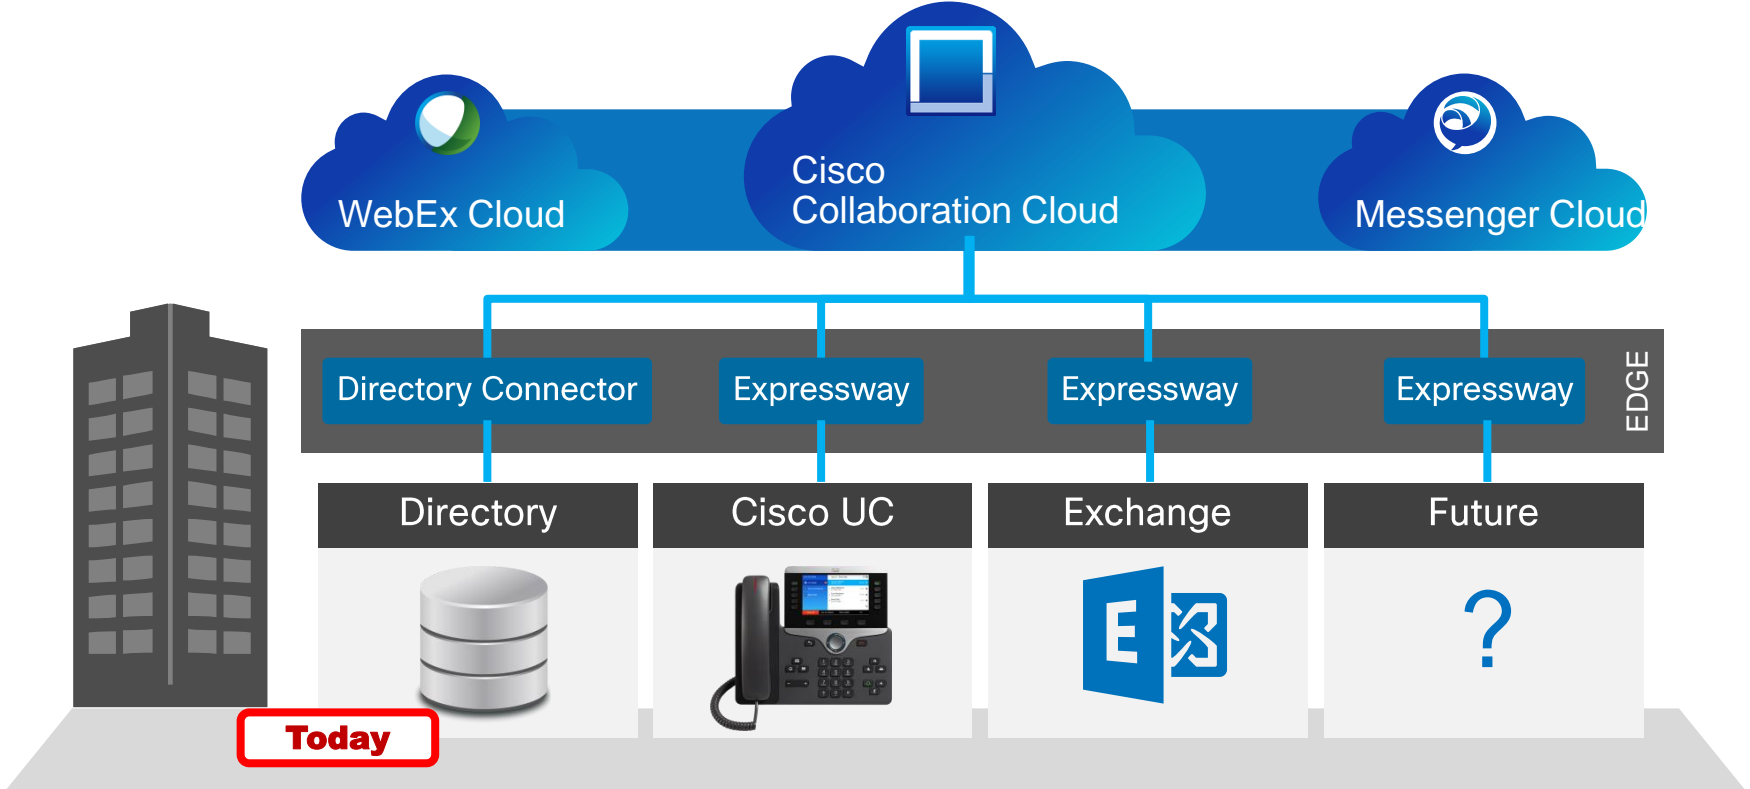 WebEx Cloud
Cisco
Collaboration Cloud
Messenger Cloud
Directory Connector
Expressway
Expressway
Expressway
EDGE
Directory
Cisco UC
Exchange
Future
E
?
Today